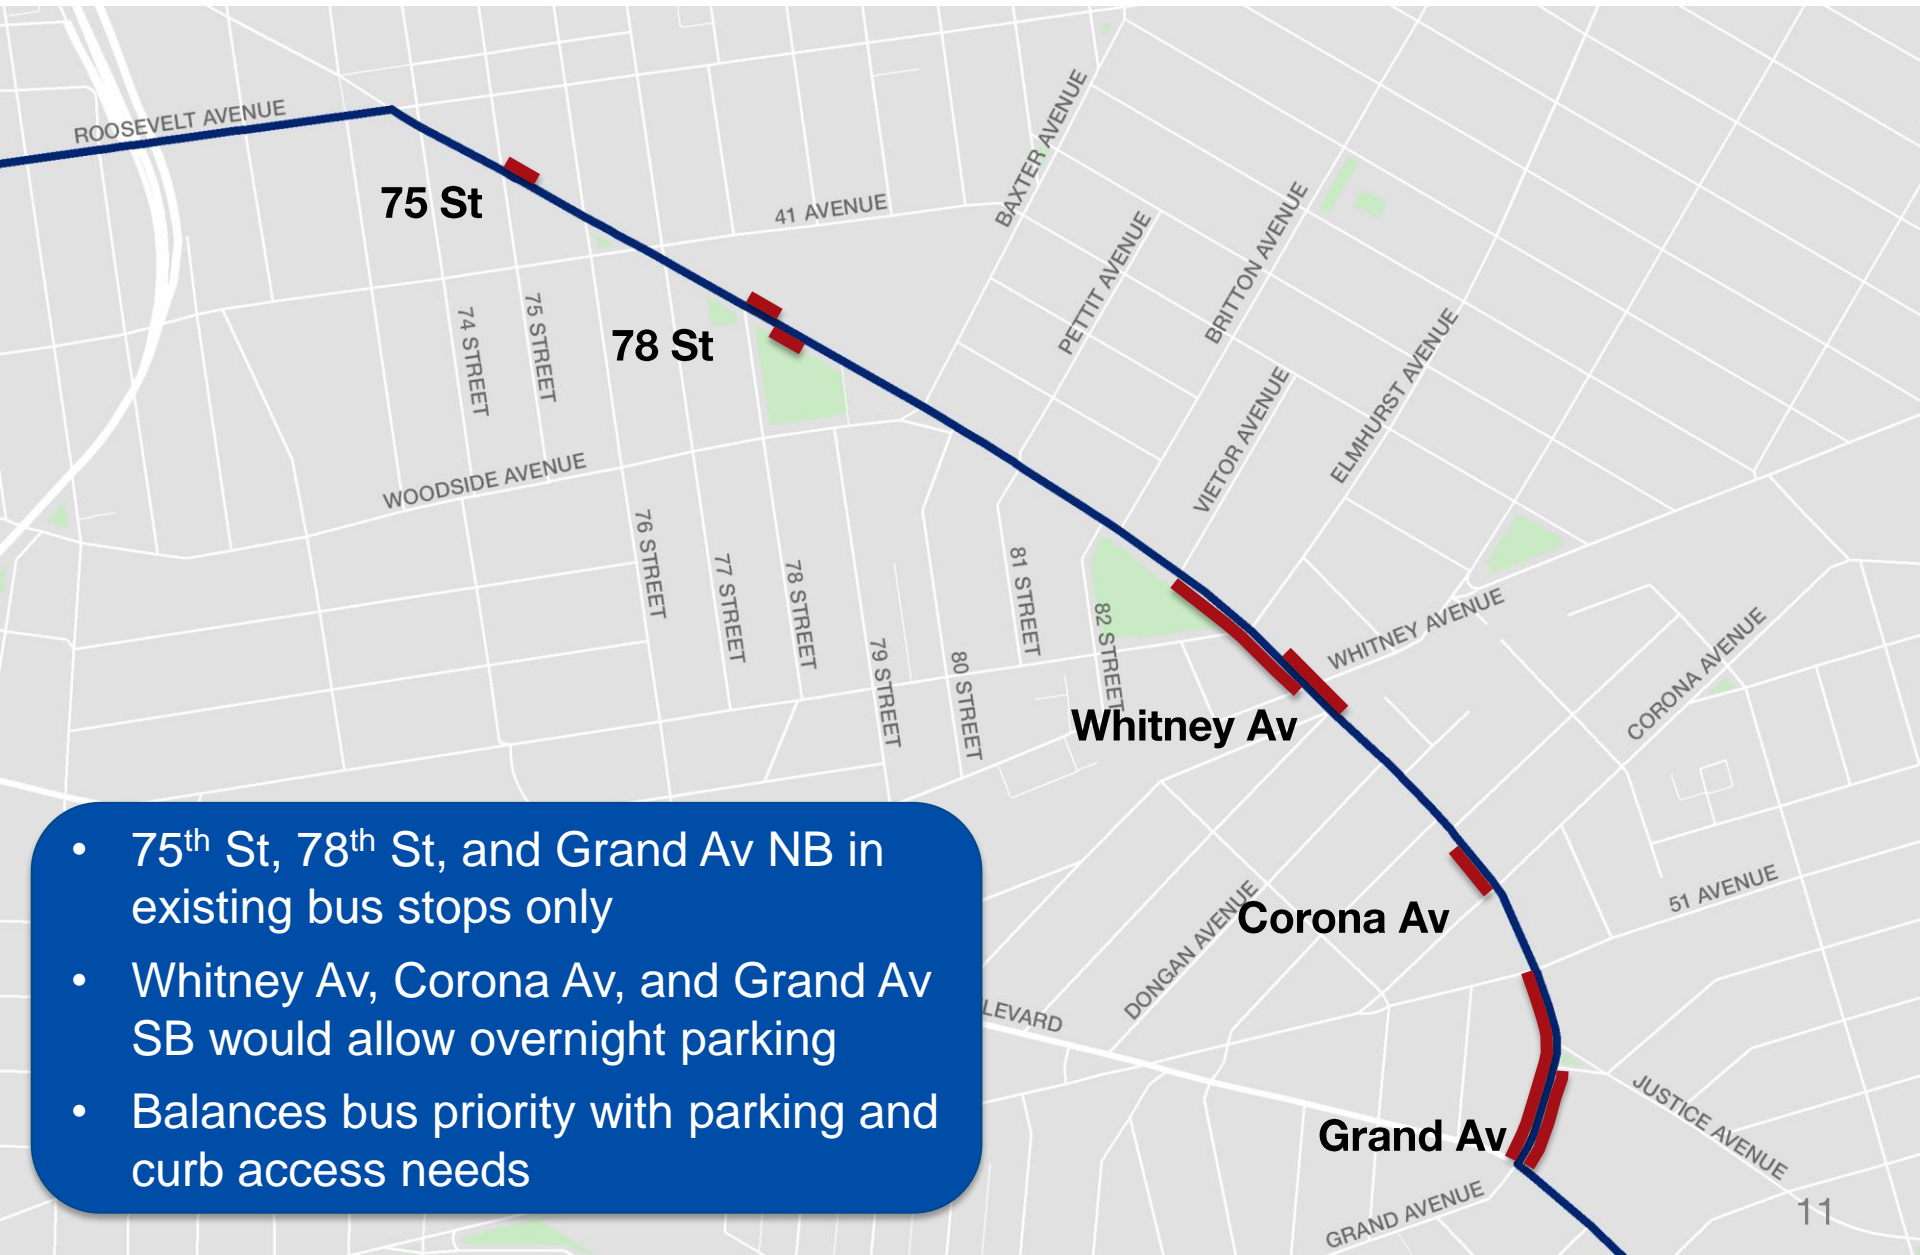 ROOSEVELT AVENUE
75 St
41 AVENUE
BAXTER AVENUE
PETTIT AVENUE
BRITTON AVENUE
74 STREET
75 STREET
78 St
VIETOR AVENUE
ELMHURST AVENUE
WOODSIDE AVENUE
76 STREET
77 STREET
78 STREET
79 STREET
80 STREET
81 STREET
82 STREET
WHITNEY AVENUE
CORONA AVENUE
Whitney Av
Corona Av
51 AVENUE
DONGAN AVENUE
LEVARD
JUSTICE AVENUE
Grand Av
GRAND AVENUE
• 75th St, 78th St, and Grand Av NB in
existing bus stops only
• Whitney Av, Corona Av, and Grand Av
SB would allow overnight parking
• Balances bus priority with parking and
curb access needs
11